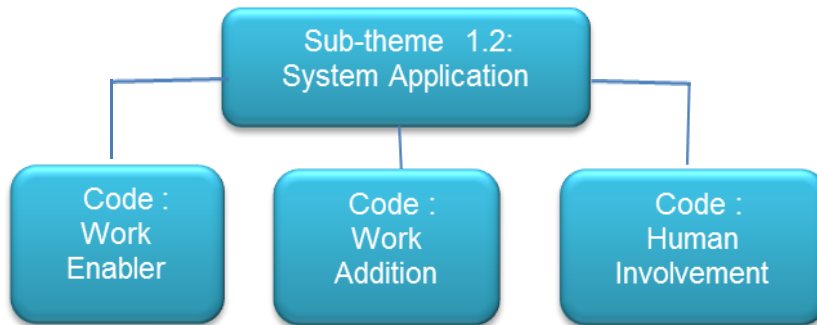 Sub-theme 1.2:
System Application
Code :
Work
Enabler
Code :
Work
Addition
Code :
Human
Involvement